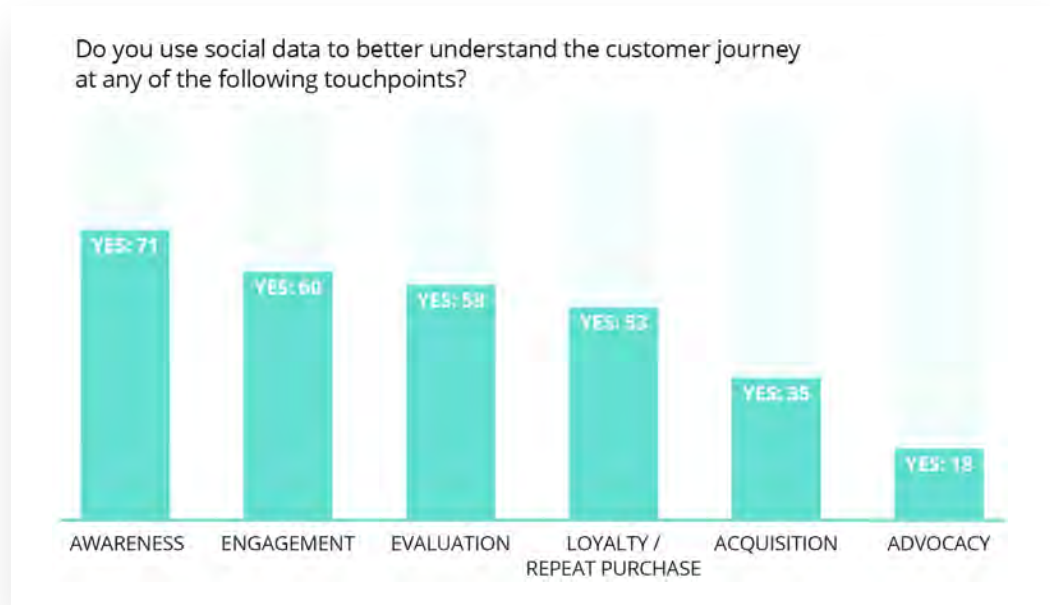 Do you use social data to better understand the customer journey
at any of the following touchpoints?
YES: 71
YES: 60
YES: 58
YES: 53
YES: 35
YES: 18
AWARENESS
ENGAGEMENT
EVALUATION
LOYALTY /
REPEAT PURCHASE
ACQUISITION
ADVOCACY